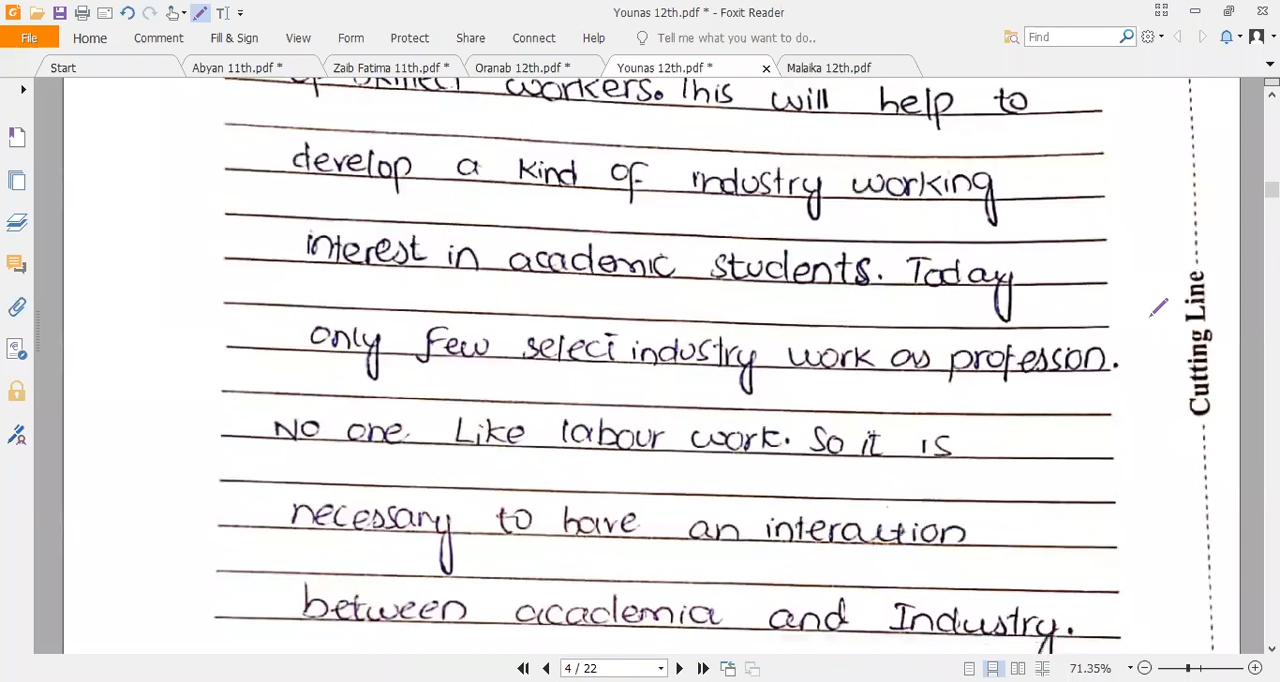 Younas 12th.pdf * - Foxit Reader
File Home Comment Fill & Sign View Form Protect Share Connect Help Tell me what you want to do.. Find
Start Abyan 11th.pdf * Zaib Fatima 11th.pdf * Oranab 12th.pdf * Younas 12th.pdf * Malaika 12th.pdf
of workers. This will help to
develop a kind of industry working
interest in academic students. Today
only few select industry work as professon.
No one Like labour work. So it is
necessary to have an interaction
between academia and Industry.
Cutting Line
4 / 22 71.35%